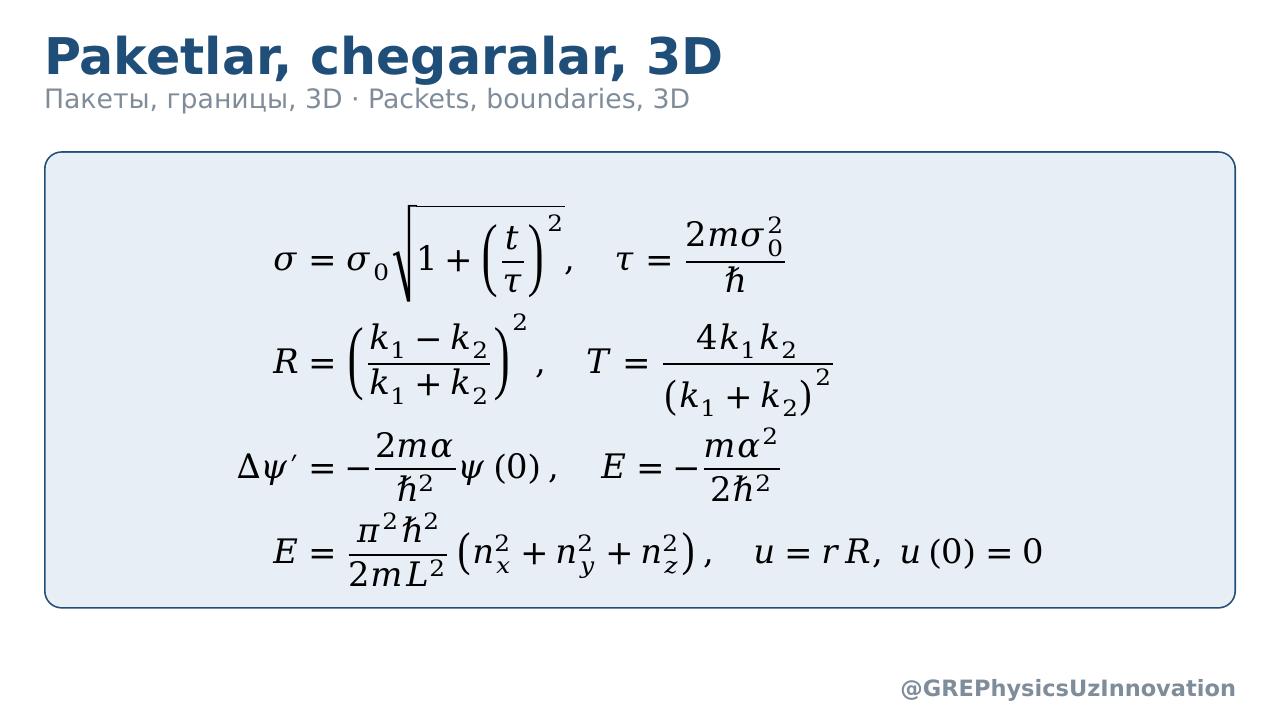 Paketlar, chegaralar, 3D
Пакеты, границы, 3D · Packets, boundaries, 3D
σ = σ₀√(1 + (t/τ)²), τ = 2mσ₀²/ℏ
R = ((k₁ − k₂)/(k₁ + k₂))², T = 4k₁k₂/(k₁ + k₂)²
Δψ′ = −(2mα/ℏ²)ψ(0), E = −mα²/2ℏ²
E = (π²ℏ²/2mL²)(nₓ² + n_y² + n_z²), u = rR, u(0) = 0
@GREPhysicsUzInnovation